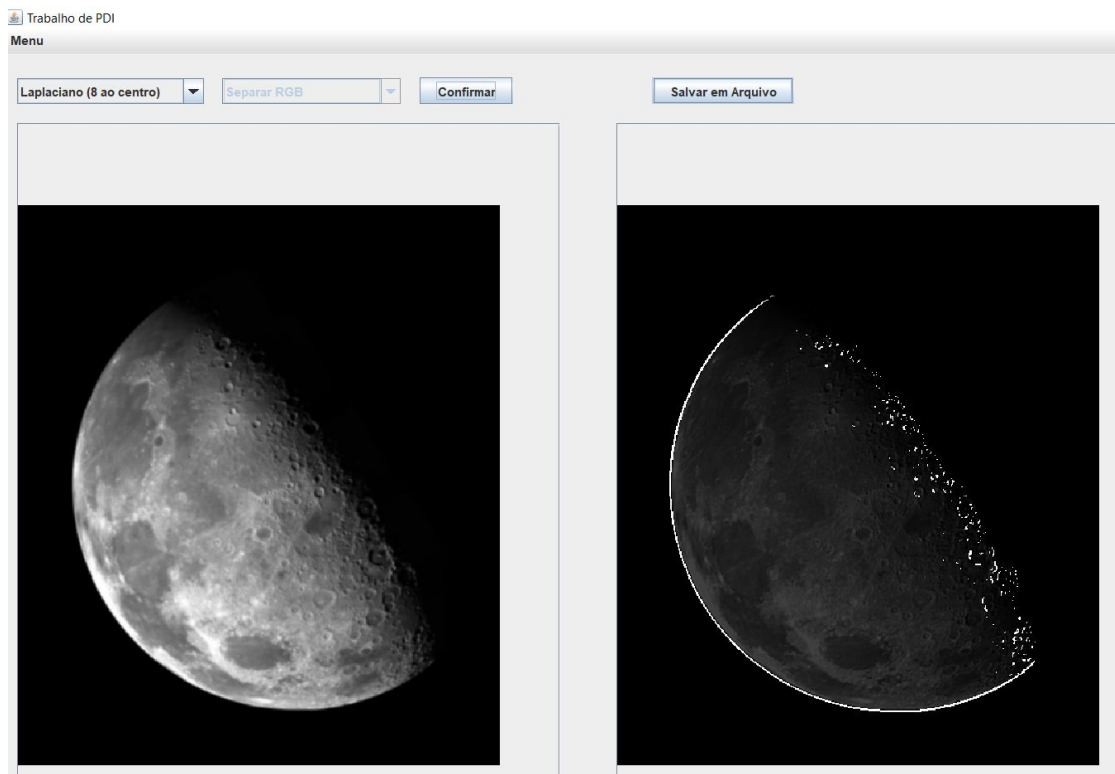 Trabalho de PDI
Menu
Laplaciano (8 ao centro) Separar RGB Confirmar Salvar em Arquivo